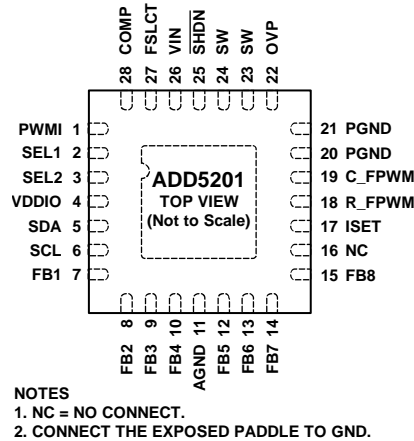 28 COMP
27 FSLCT
26 VIN
25 SHDN
24 SW
23 SW
22 OVP
PWMI 1
SEL1 2
SEL2 3
VDDIO 4
SDA 5
SCL 6
FB1 7
ADD5201
TOP VIEW
(Not to Scale)
21 PGND
20 PGND
19 C_FPWM
18 R_FPWM
17 ISET
16 NC
15 FB8
FB2 8
FB3 9
FB4 10
AGND 11
FB5 12
FB6 13
FB7 14
NOTES
1. NC = NO CONNECT.
2. CONNECT THE EXPOSED PADDLE TO GND.